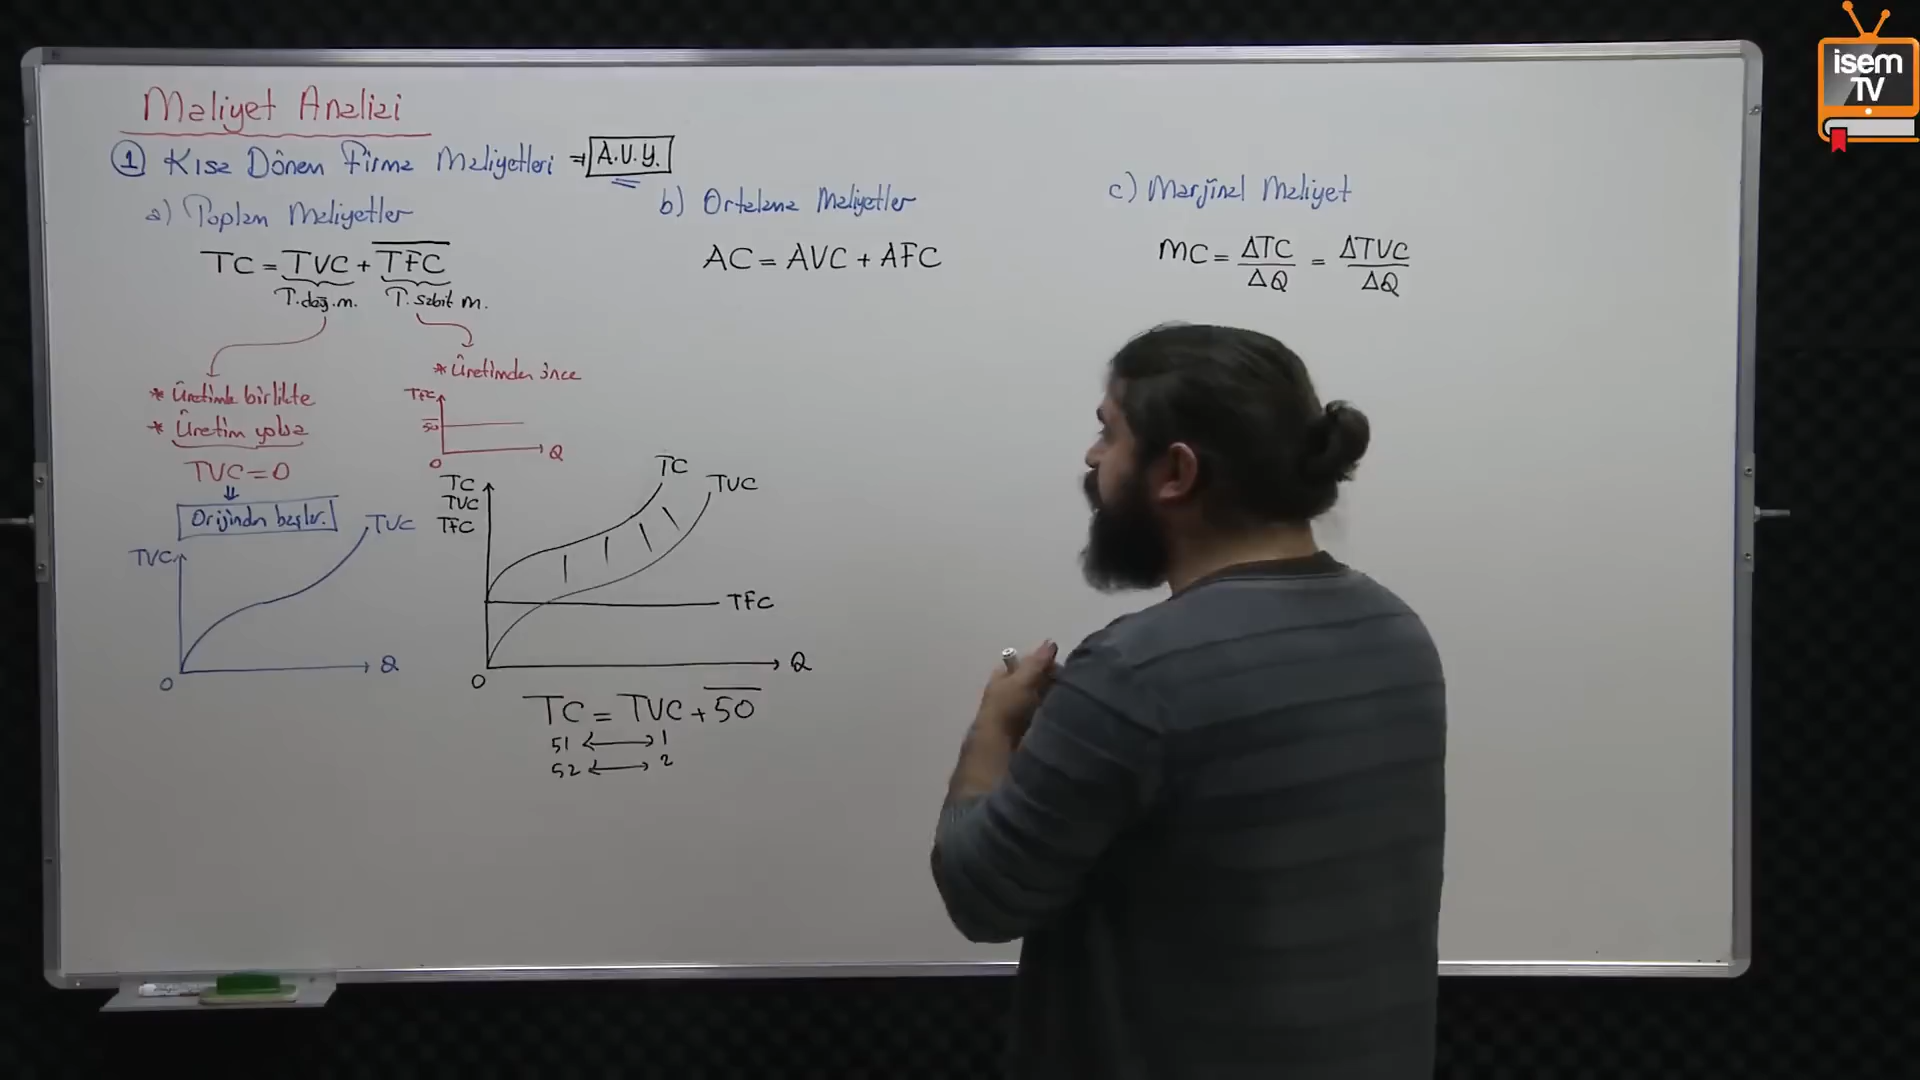 Maliyet Analizi
1 Kısa Dönem Firma Maliyetleri ⇒ A.V.Y.
a) Toplam Maliyetler
TC = TVC + TFC
T.değ.m. T.sabit m.
* Üretimle birlikte
* Üretim yoksa
TVC = 0
⇓
Orijinden başlar.
TVC
TVC
0
Q
* Üretimden önce
TFC
50
0
Q
TC
TVC
TFC
TC
TVC
TFC
0
Q
TC = TVC + 50
51 ⟷ 1
52 ⟷ 2
b) Ortalama Maliyetler
AC = AVC + AFC
c) Marjinal Maliyet
MC = ΔTC/ΔQ = ΔTVC/ΔQ
isem
TV